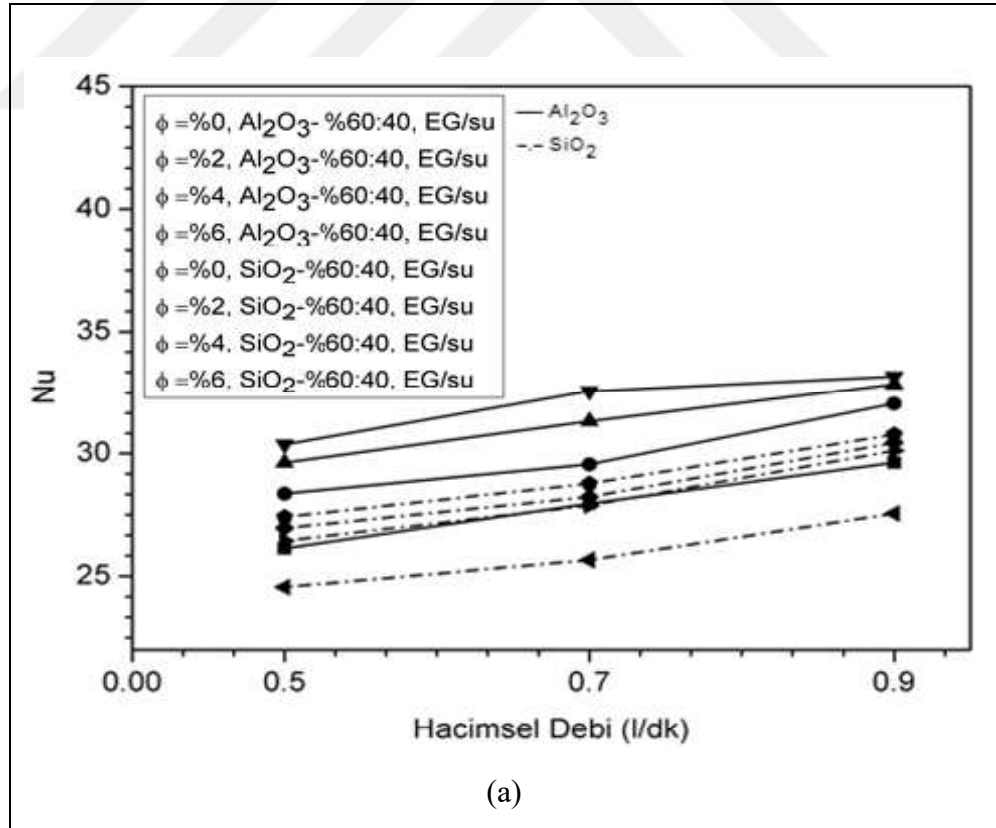 45
40
35
30
25
Nu
ϕ =%0, Al₂O₃- %60:40, EG/su
ϕ =%2, Al₂O₃-%60:40, EG/su
ϕ =%4, Al₂O₃-%60:40, EG/su
ϕ =%6, Al₂O₃-%60:40, EG/su
ϕ =%0, SiO₂-%60:40, EG/su
ϕ =%2, SiO₂-%60:40, EG/su
ϕ =%4, SiO₂-%60:40, EG/su
ϕ =%6, SiO₂-%60:40, EG/su
Al₂O₃
SiO₂
0.00 0.5 0.7 0.9
Hacimsel Debi (l/dk)
(a)